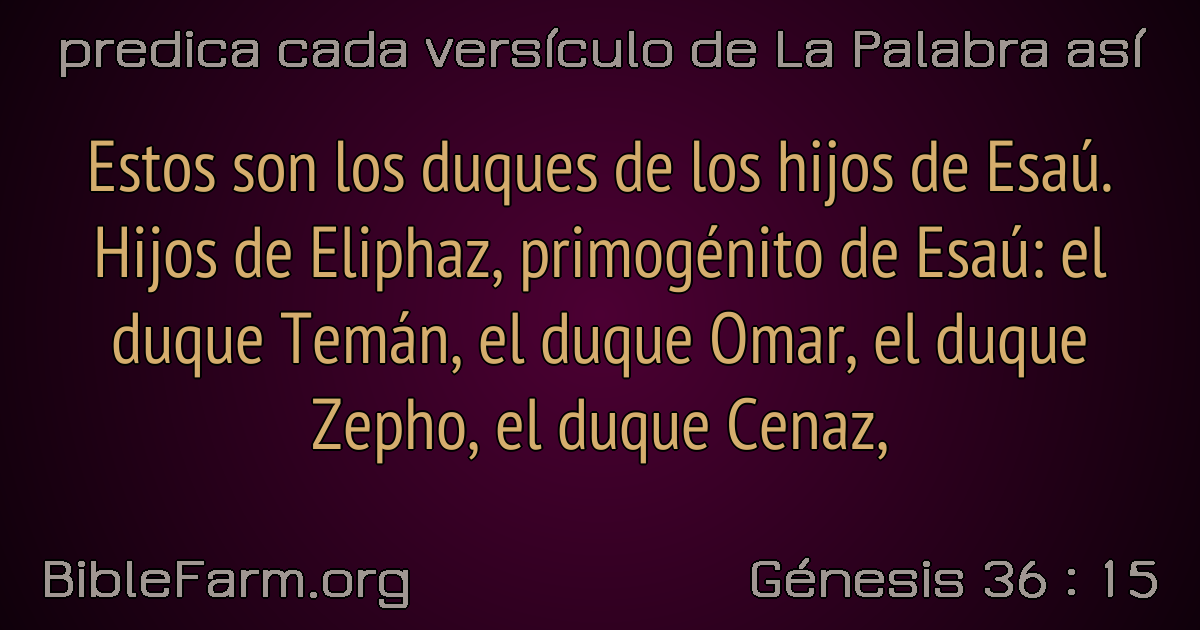 predica cada versículo de La Palabra así
Estos son los duques de los hijos de Esaú.
Hijos de Eliphaz, primogénito de Esaú: el
duque Temán, el duque Omar, el duque
Zepho, el duque Cenaz,
BibleFarm.org
Génesis 36 : 15